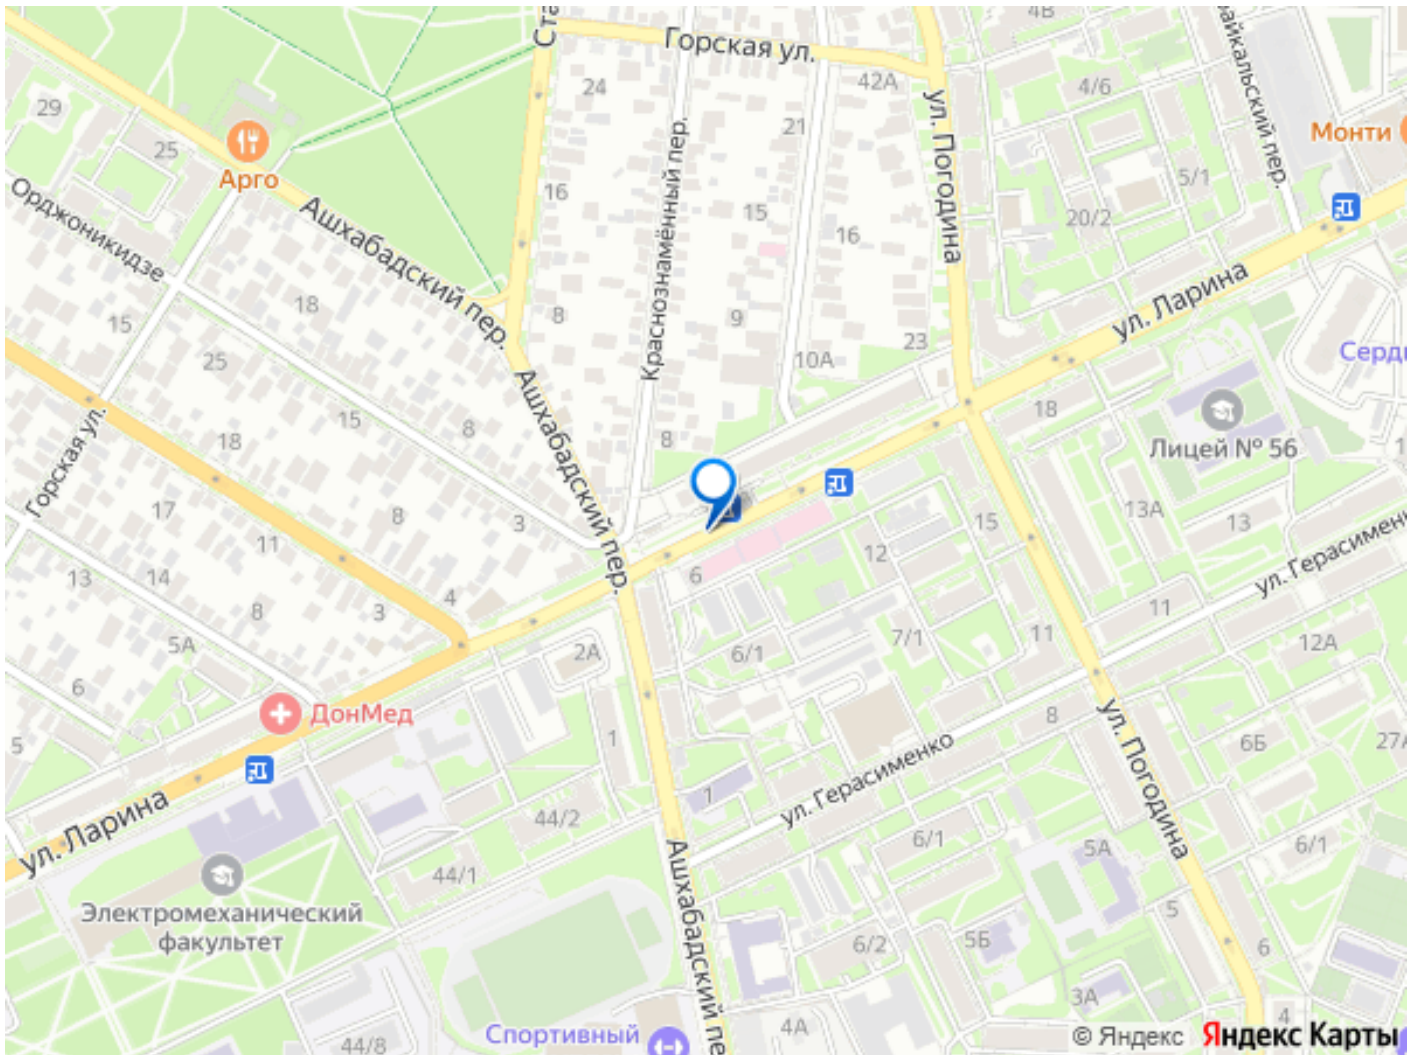 4В
Горская ул.
42А
4/6
24
29
25
21
Монти
Арго
Орджоникидзе
Ашхабадский пер.
16
Краснознамённый пер.
15
16
ул. Погодина
5/1
20/2
18
8
9
ул. Ларина
15
25
10А
23
15
8
18
8
18
Лицей № 56
Горская ул.
17
8
3
Ашхабадский пер.
13А
13
15
11
12
ул. Герасименко
13
14
8
3
4
6
11
7/1
11
12А
5А
2А
6/1
6
ДонМед
8
ул. Погодина
5
1
6Б
27А
ул. Герасименко
1
44/2
6/1
5А
6/1
ул. Ларина
44/1
Ашхабадский пе
Электромеханический
факультет
5
6/2
5Б
6
3А
4А
4
Спортивный
44/8
© Яндекс Яндекс Карты